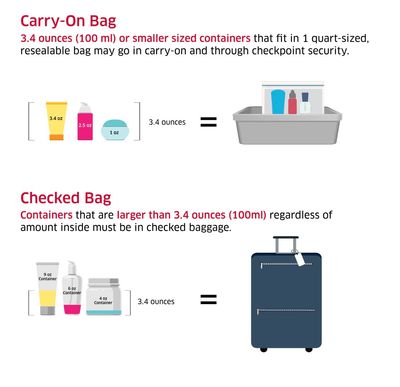 Carry-On Bag
3.4 ounces (100 ml) or smaller sized containers that fit in 1 quart-sized,
resealable bag may go in carry-on and through checkpoint security.
3.4 oz
2.5 oz
1 oz
3.4 ounces
=
Checked Bag
Containers that are larger than 3.4 ounces (100ml) regardless of
amount inside must be in checked baggage.
9 oz
Container
6 oz
Container
4 oz
Container
3.4 ounces
=